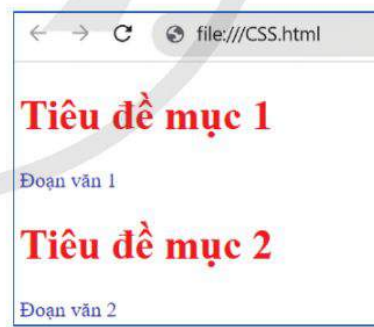 file:///CSS.html
Tiêu đề mục 1
Đoạn văn 1
Tiêu đề mục 2
Đoạn văn 2